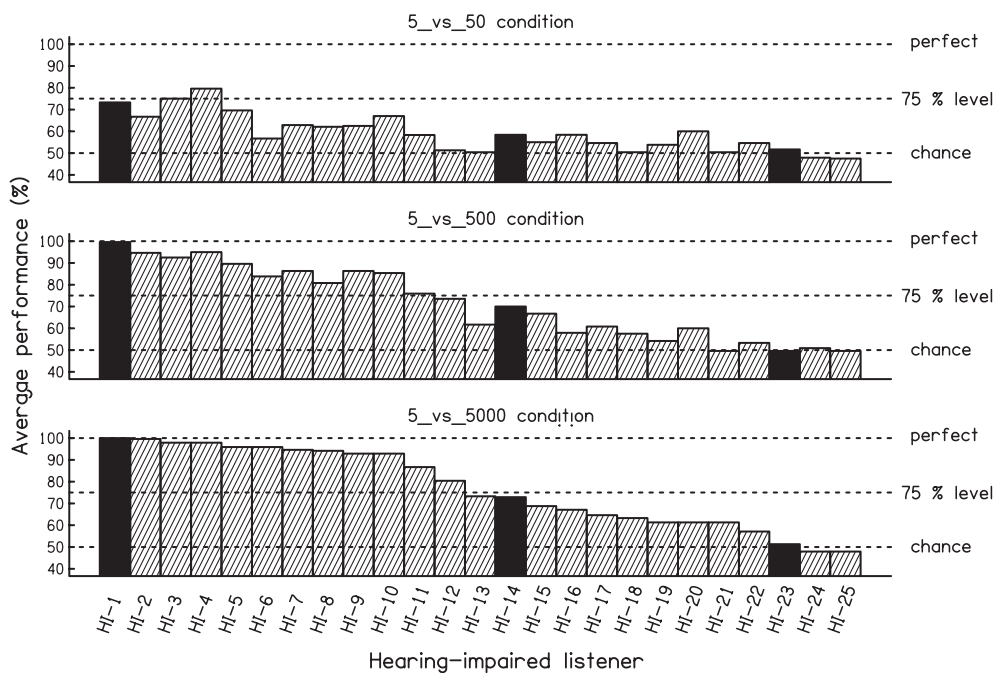 5_vs_50 condition
100
90
80
70
60
50
40
perfect
75 % level
chance
5_vs_500 condition
100
90
80
70
60
50
40
perfect
75 % level
chance
5_vs_5000 condition
100
90
80
70
60
50
40
perfect
75 % level
chance
Average performance (%)
HI-1 HI-2 HI-3 HI-4 HI-5 HI-6 HI-7 HI-8 HI-9 HI-10 HI-11 HI-12 HI-13 HI-14 HI-15 HI-16 HI-17 HI-18 HI-19 HI-20 HI-21 HI-22 HI-23 HI-24 HI-25
Hearing-impaired listener